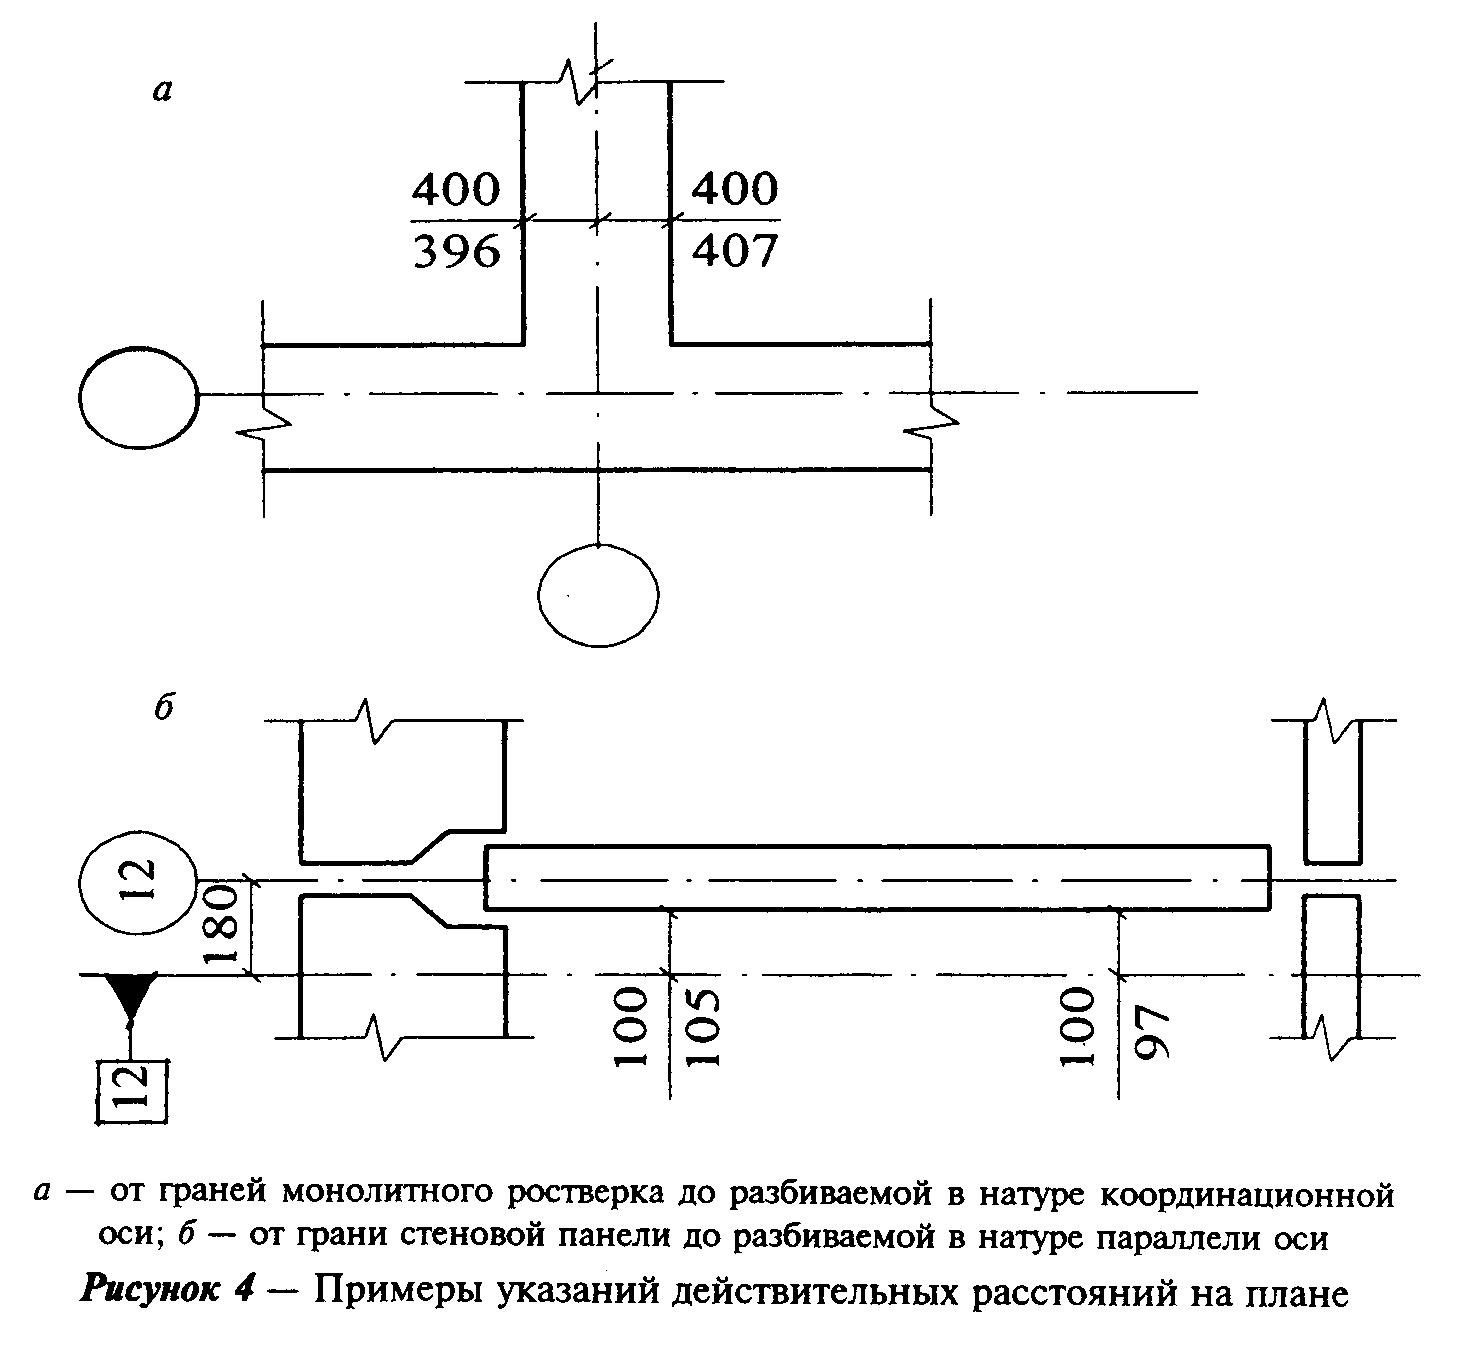 а
400 400
396 407
б
12
180
100 105
100 97
12
а — от граней монолитного ростверка до разбиваемой в натуре координационной
оси; б — от грани стеновой панели до разбиваемой в натуре параллели оси
Рисунок 4 — Примеры указаний действительных расстояний на плане